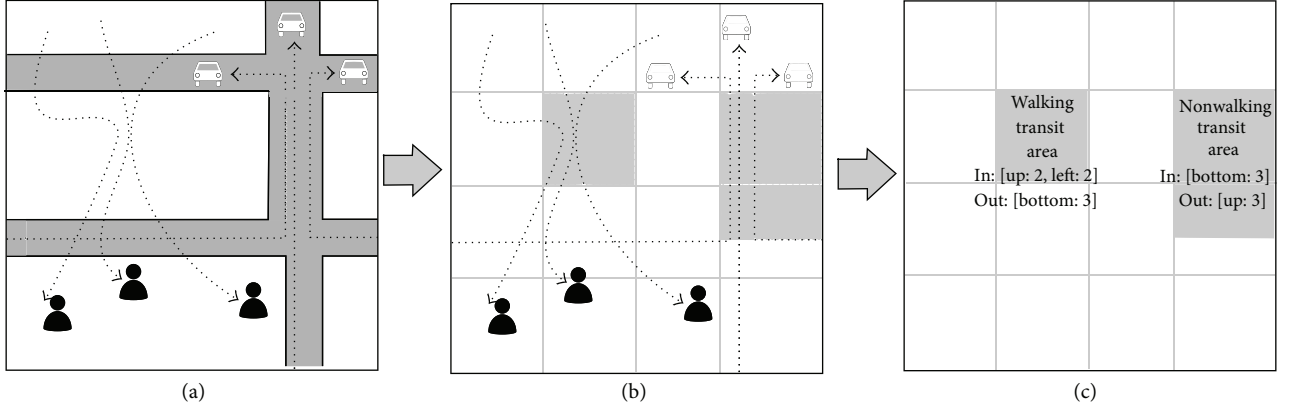 Walking
transit
area
In: [up: 2, left: 2]
Out: [bottom: 3]
Nonwalking
transit
area
In: [bottom: 3]
Out: [up: 3]
(a)
(b)
(c)